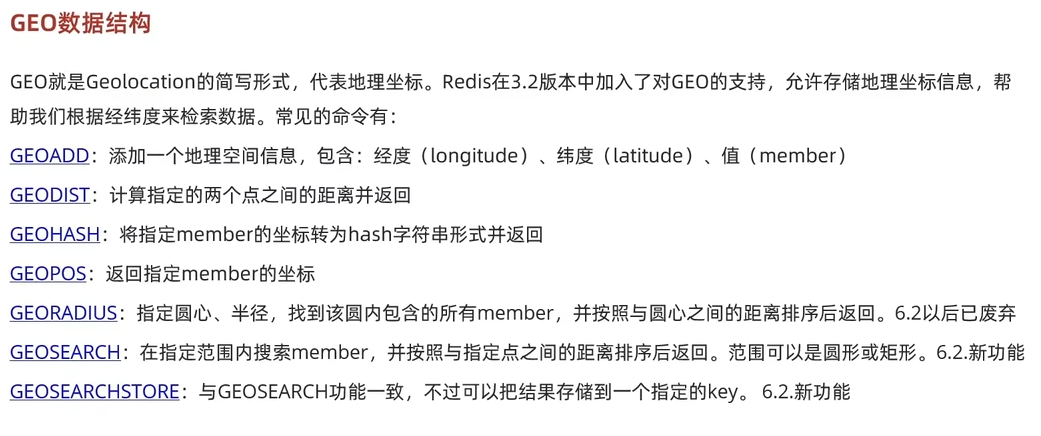 GEO数据结构
GEO就是Geolocation的简写形式，代表地理坐标。Redis在3.2版本中加入了对GEO的支持，允许存储地理坐标信息，帮
助我们根据经纬度来检索数据。常见的命令有：
GEOADD：添加一个地理空间信息，包含：经度（longitude）、纬度（latitude）、值（member）
GEODIST：计算指定的两个点之间的距离并返回
GEOHASH：将指定member的坐标转为hash字符串形式并返回
GEOPOS：返回指定member的坐标
GEORADIUS：指定圆心、半径，找到该圆内包含的所有member，并按照与圆心之间的距离排序后返回。6.2以后已废弃
GEOSEARCH：在指定范围内搜索member，并按照与指定点之间的距离排序后返回。范围可以是圆形或矩形。6.2.新功能
GEOSEARCHSTORE：与GEOSEARCH功能一致，不过可以把结果存储到一个指定的key。 6.2.新功能